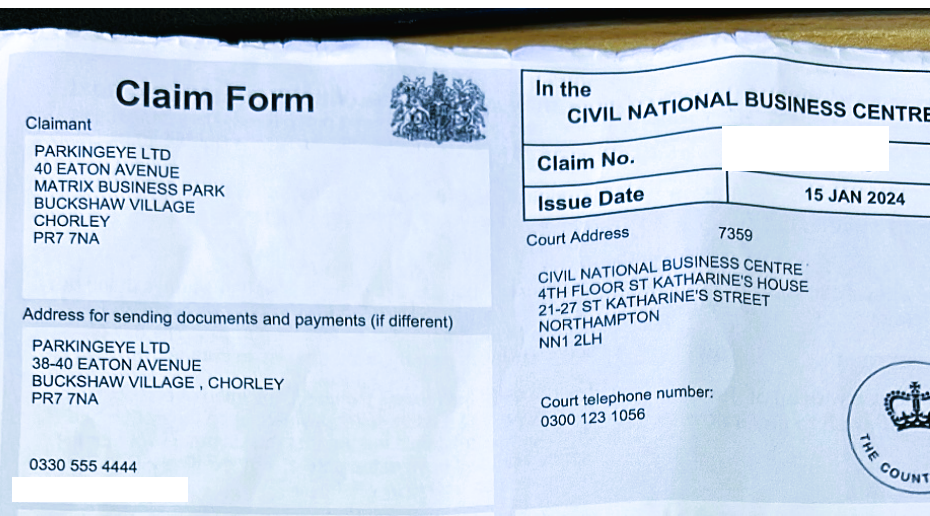 Claim Form
Claimant
PARKINGEYE LTD
40 EATON AVENUE
MATRIX BUSINESS PARK
BUCKSHAW VILLAGE
CHORLEY
PR7 7NA
Address for sending documents and payments (if different)
PARKINGEYE LTD
38-40 EATON AVENUE
BUCKSHAW VILLAGE , CHORLEY
PR7 7NA
0330 555 4444
In the
CIVIL NATIONAL BUSINESS CENTRE
Claim No.
Issue Date 15 JAN 2024
Court Address 7359
CIVIL NATIONAL BUSINESS CENTRE
4TH FLOOR ST KATHARINE'S HOUSE
21-27 ST KATHARINE'S STREET
NORTHAMPTON
NN1 2LH
Court telephone number:
0300 123 1056
THE COUNT